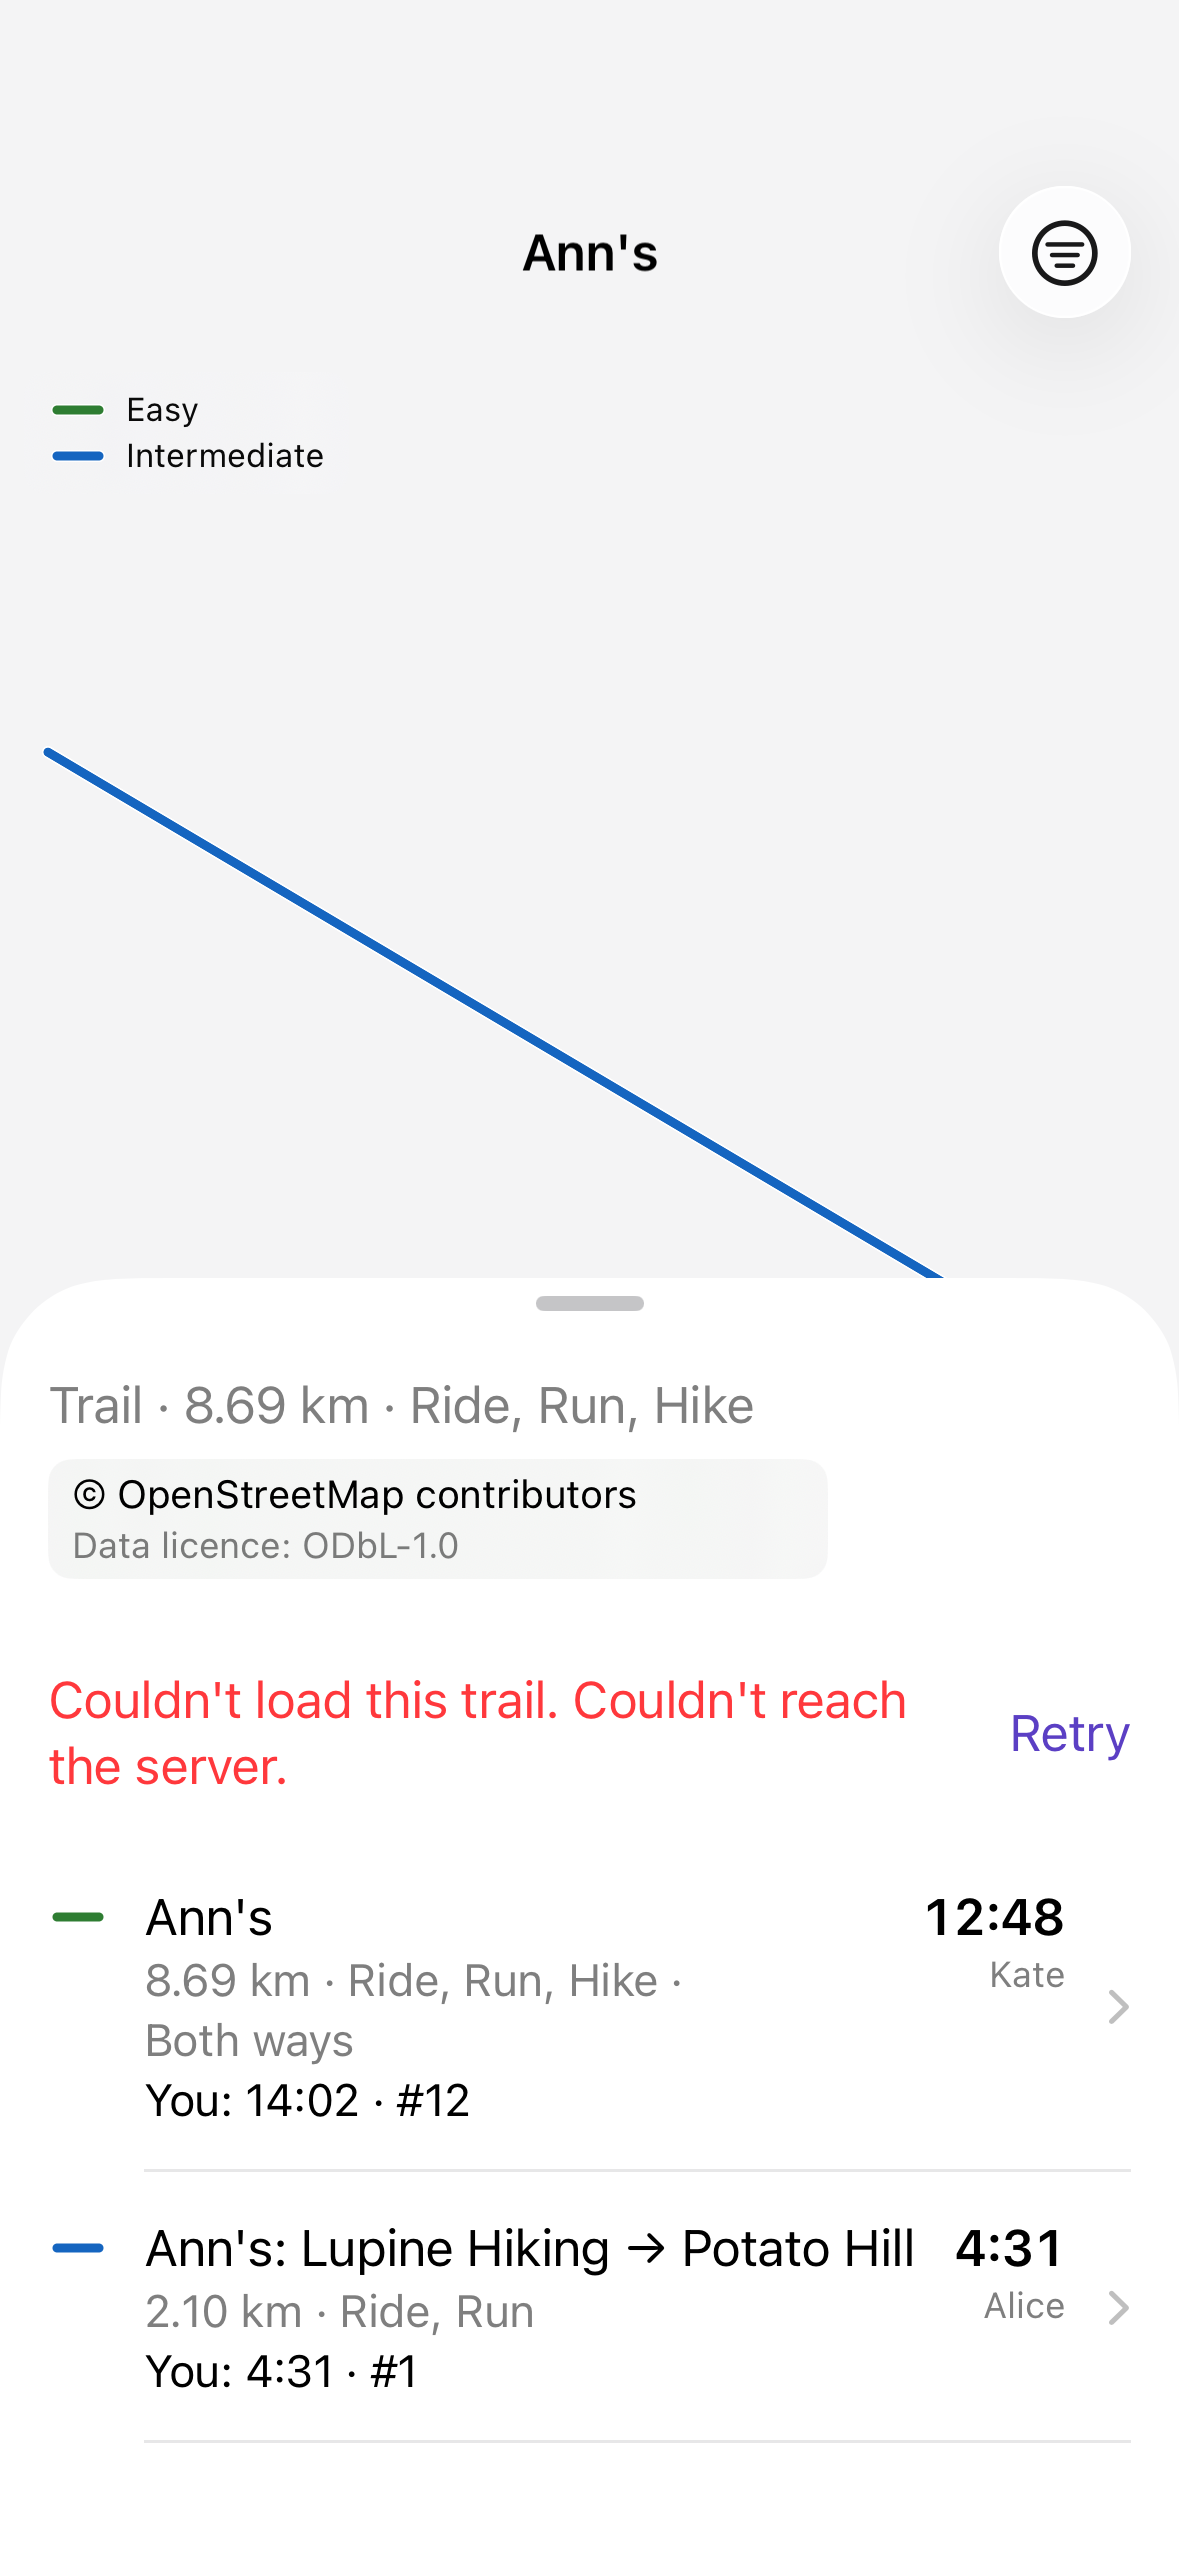 Ann's
Easy
Intermediate
Trail · 8.69 km · Ride, Run, Hike
© OpenStreetMap contributors
Data licence: ODbL-1.0
Couldn't load this trail. Couldn't reach
the server.
Retry
Ann's
12:48
8.69 km · Ride, Run, Hike ·
Kate
Both ways
You: 14:02 · #12
Ann's: Lupine Hiking → Potato Hill
4:31
2.10 km · Ride, Run
Alice
You: 4:31 · #1